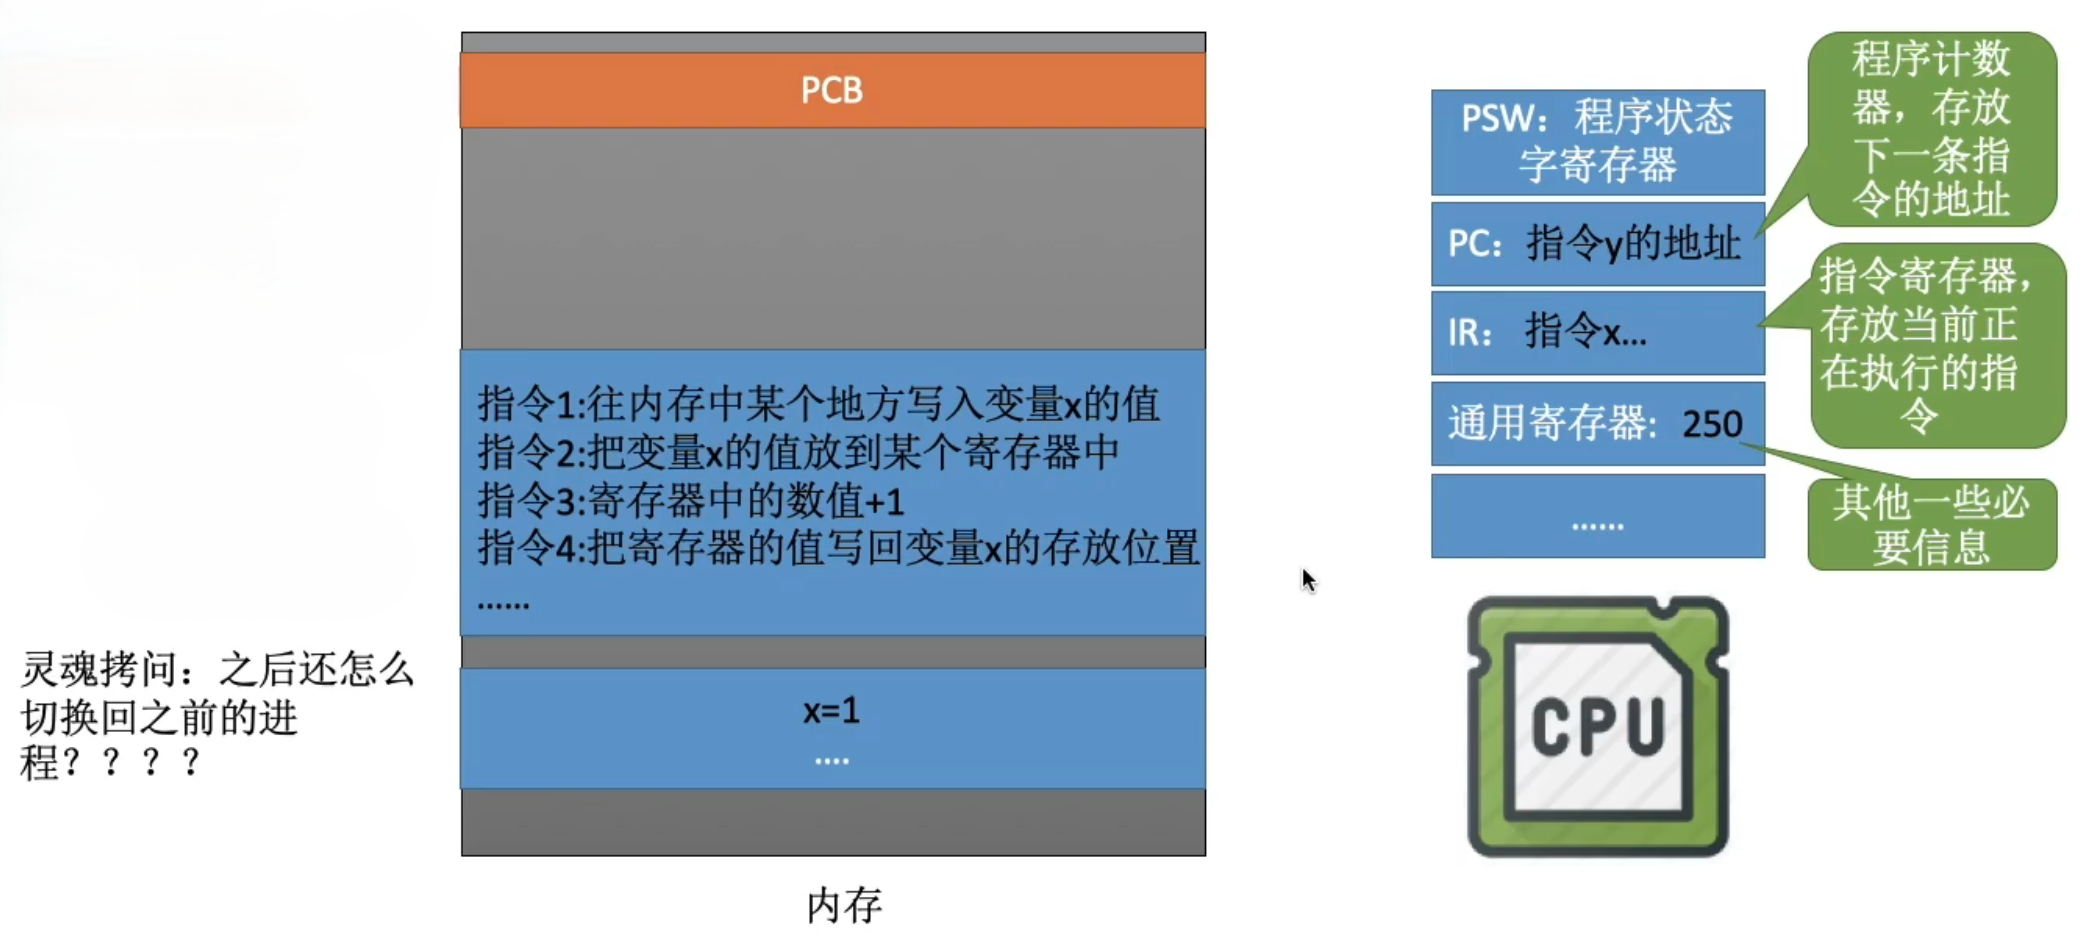 PCB
指令1:往内存中某个地方写入变量x的值
指令2:把变量x的值放到某个寄存器中
指令3:寄存器中的数值+1
指令4:把寄存器的值写回变量x的存放位置
......
x=1
....
内存
灵魂拷问：之后还怎么
切换回之前的进
程？？？？
PSW：程序状态
字寄存器
PC：指令y的地址
IR： 指令x...
通用寄存器：250
......
程序计数
器，存放
下一条指
令的地址
指令寄存器，
存放当前正
在执行的指
令
其他一些必
要信息
CPU